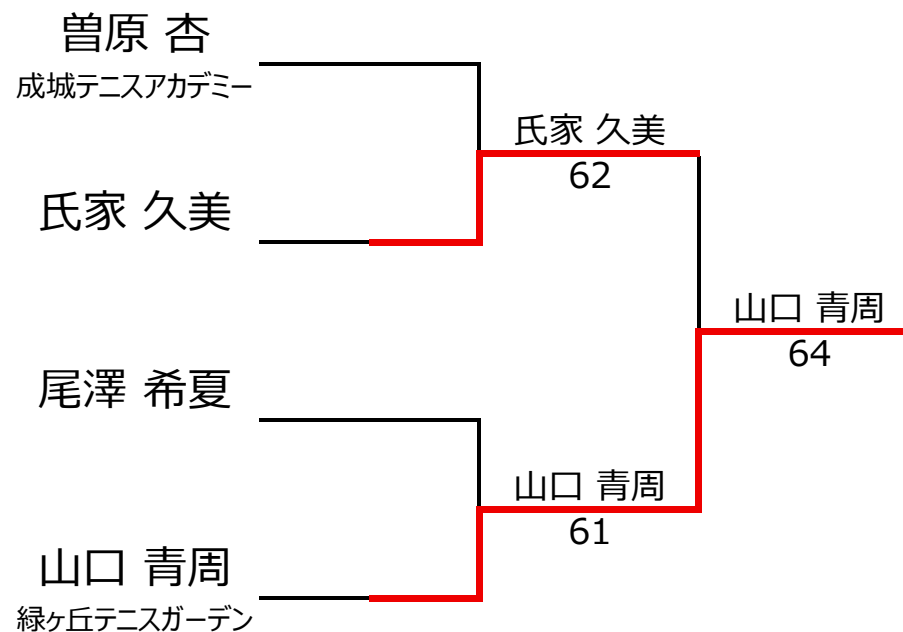 曽原 杏
成城テニスアカデミー
氏家 久美
62
氏家 久美
尾澤 希夏
山口 青周
64
山口 青周
61
山口 青周
緑ヶ丘テニスガーデン